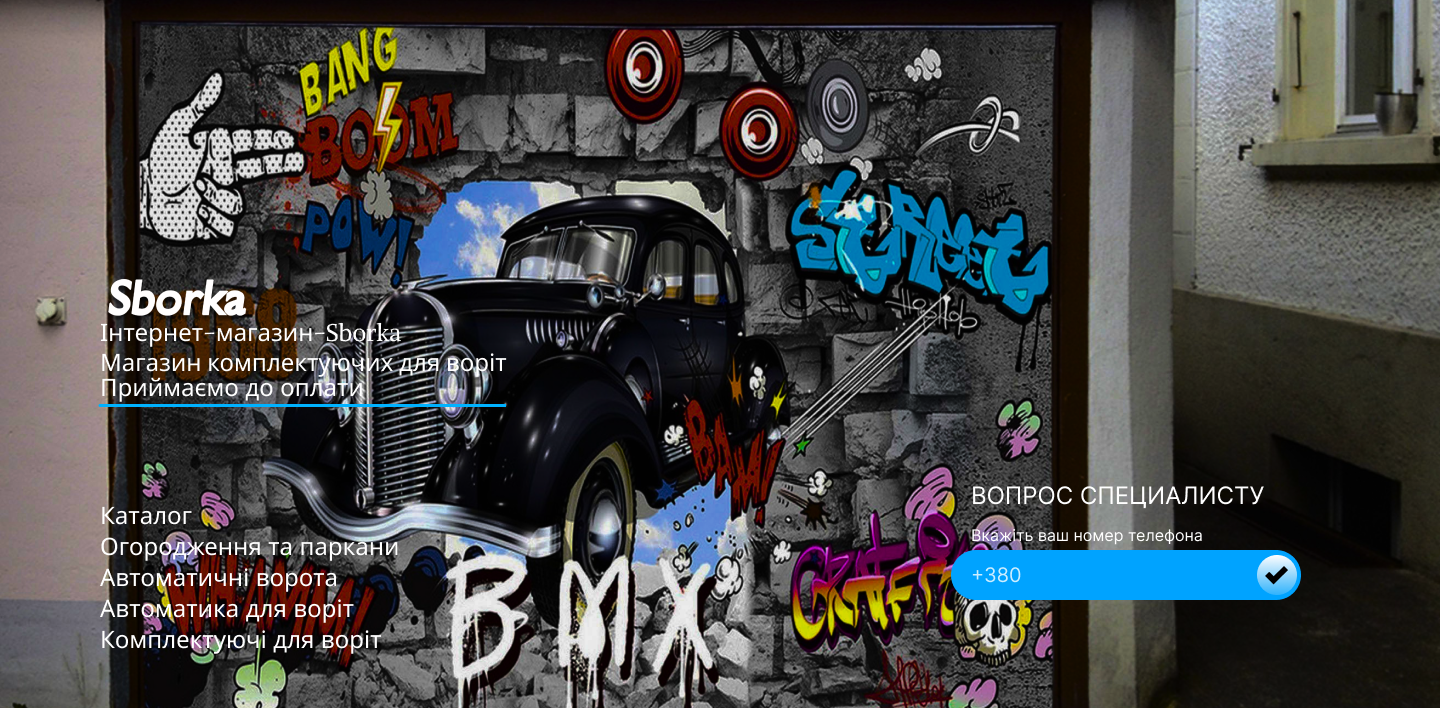 BANG
BOOM
POW!
STREET
Sborka
Інтернет-магазин-Sborka
Магазин комплектуючих для воріт
Приймаємо до оплати
Каталог
Огородження та паркани
Автоматичні ворота
Автоматика для воріт
Комплектуючі для воріт
ВОПРОС СПЕЦИАЛИСТУ
Вкажіть ваш номер телефона
+380
BMX